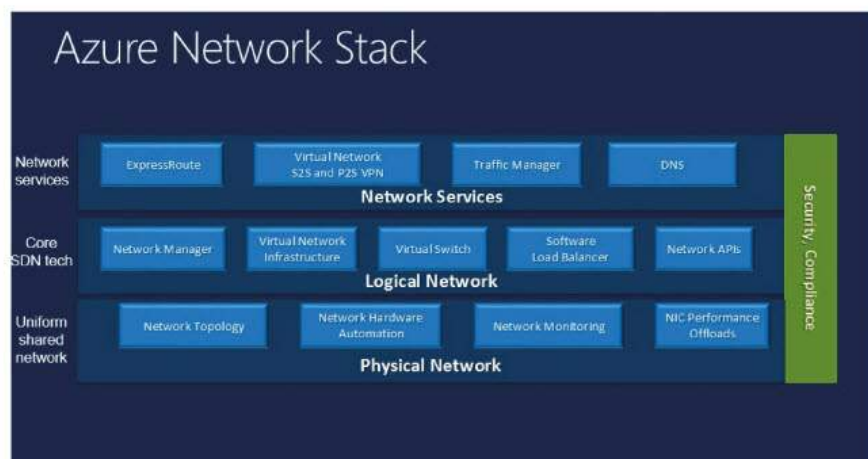 Azure Network Stack
Network
services
ExpressRoute
Virtual Network
S2S and P2S VPN
Traffic Manager
DNS
Network Services
Core
SDN tech
Network Manager
Virtual Network
Infrastructure
Virtual Switch
Software
Load Balancer
Network APIs
Logical Network
Uniform
shared
network
Network Topology
Network Hardware
Automation
Network Monitoring
NIC Performance
Offloads
Physical Network
Security, Compliance